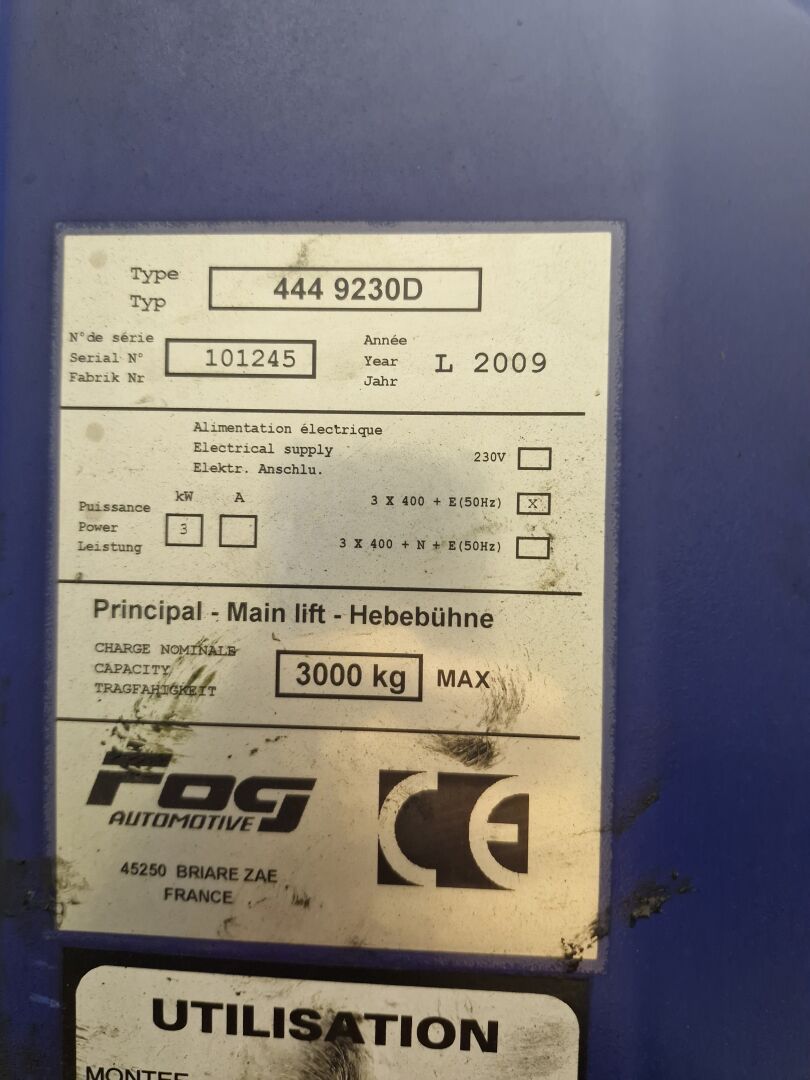 Type
Typ
444 9230D
N°de série
Serial N°
Fabrik Nr
101245
Année
Year
Jahr
L 2009
Alimentation électrique
Electrical supply
Elektr. Anschlu.
230V
3 X 400 + E(50Hz) X
3 X 400 + N + E(50Hz)
kW A
Puissance
Power
Leistung
3
Principal - Main lift - Hebebühne
CHARGE NOMINALE
CAPACITY
TRAGFAHIGKEIT
3000 kg MAX
FOG
AUTOMOTIVE
CE
45250 BRIARE ZAE
FRANCE
UTILISATION
MONTEE